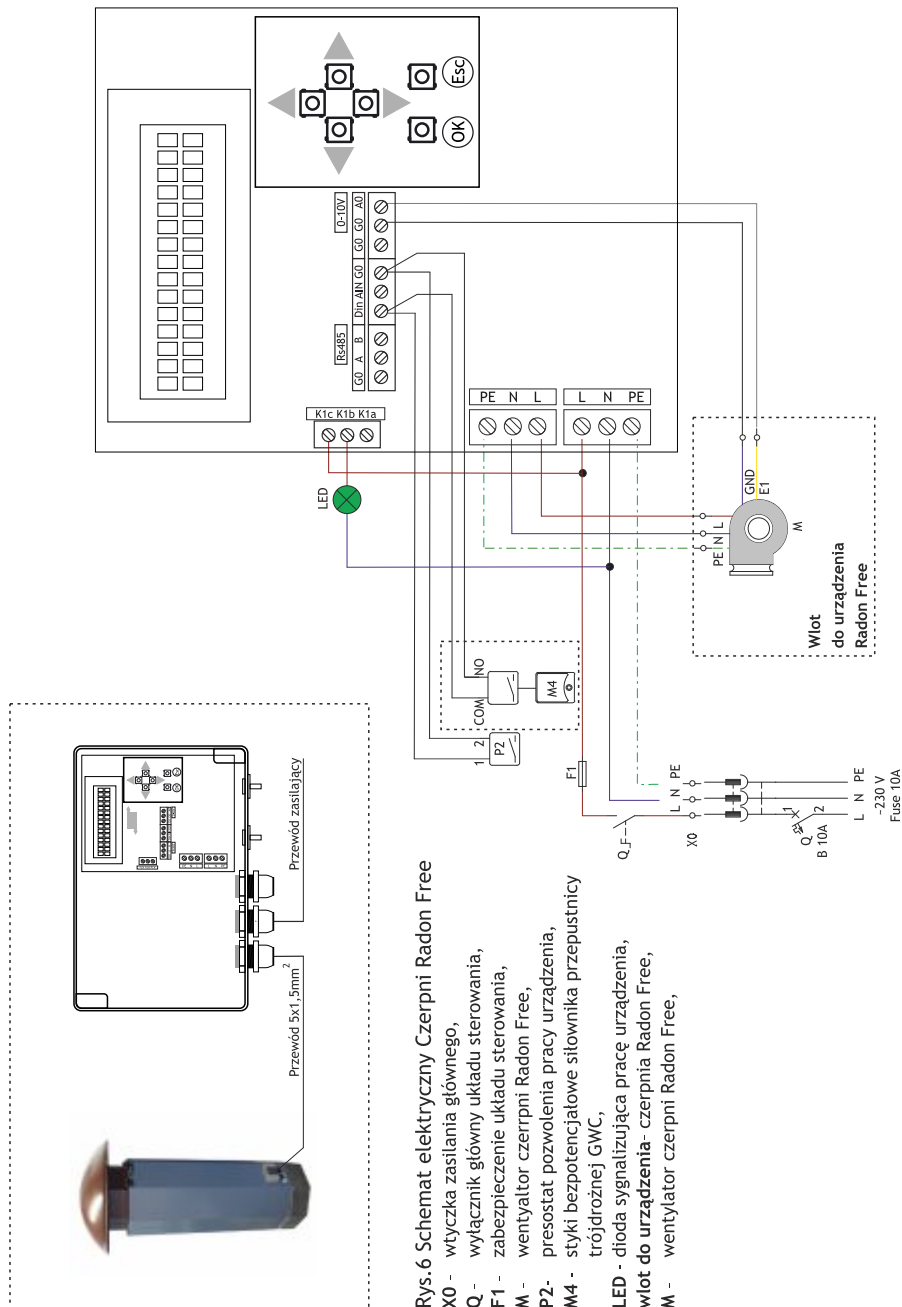 Przewód 5x1,5mm²
Przewód zasilający
Rys.6 Schemat elektryczny Czerpni Radon Free
X0 - wtyczka zasilania głównego,
Q - wyłącznik główny układu sterowania,
F1 - zabezpieczenie układu sterowania,
M - wentyaltor czerrpni Radon Free,
P2- presostat pozwolenia pracy urządzenia,
M4 - styki bezpotencjałowe siłownika przepustnicy
trójdrożnej GWC,
LED - dioda sygnalizująca pracę urządzenia,
wlot do urządzenia- czerpnia Radon Free,
M - wentylator czerpni Radon Free,
OK Esc
Rs485 0-10V
G0 A B Din AIN G0 G0 G0 A0
K1c K1b K1a
PE N L
L N PE
LED
1 2
P2
COM NO
M4
F1
Q
X0
L N PE
Q
1
2
B 10A
L N PE
~230 V
Fuse 10A
PE N L
GND
E1
M
Wlot
do urządzenia
Radon Free